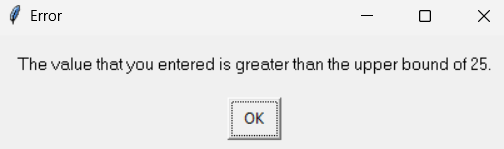 Error
The value that you entered is greater than the upper bound of 25.
OK